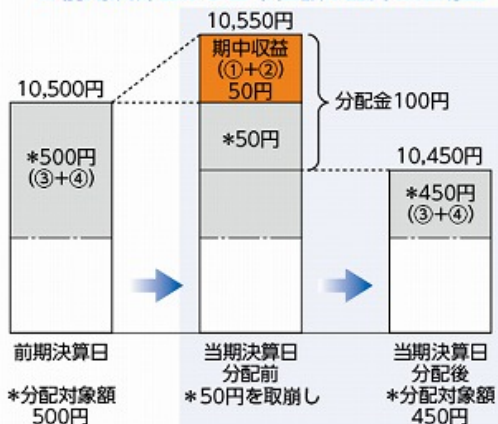 10,550円
期中収益
(①+②)
50円
10,500円
分配金100円
*50円
*500円
(③+④)
10,450円
*450円
(③+④)
前期決算日
当期決算日
分配前
当期決算日
分配後
*分配対象額
500円
*50円を取崩し
*分配対象額
450円